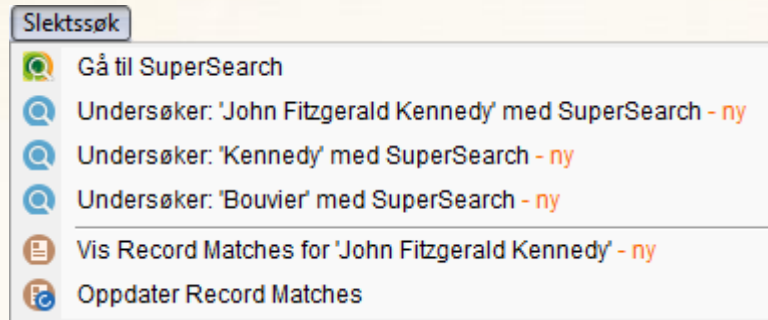 Slektssøk
Gå til SuperSearch
Undersøker: 'John Fitzgerald Kennedy' med SuperSearch - ny
Undersøker: 'Kennedy' med SuperSearch - ny
Undersøker: 'Bouvier' med SuperSearch - ny
Vis Record Matches for 'John Fitzgerald Kennedy' - ny
Oppdater Record Matches